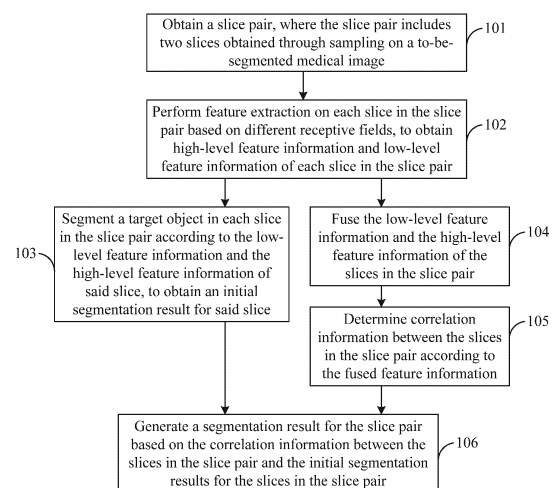 Obtain a slice pair, where the slice pair includes
two slices obtained through sampling on a to-be-
segmented medical image
101
Perform feature extraction on each slice in the slice
pair based on different receptive fields, to obtain
high-level feature information and low-level
feature information of each slice in the slice pair
102
Segment a target object in each slice
in the slice pair according to the low-
level feature information and the
high-level feature information of
said slice, to obtain an initial
segmentation result for said slice
103
Fuse the low-level feature
information and the high-level
feature information of the
slices in the slice pair
104
Determine correlation
information between the slices
in the slice pair according to
the fused feature information
105
Generate a segmentation result for the slice pair
based on the correlation information between the
slices in the slice pair and the initial segmentation
results for the slices in the slice pair
106